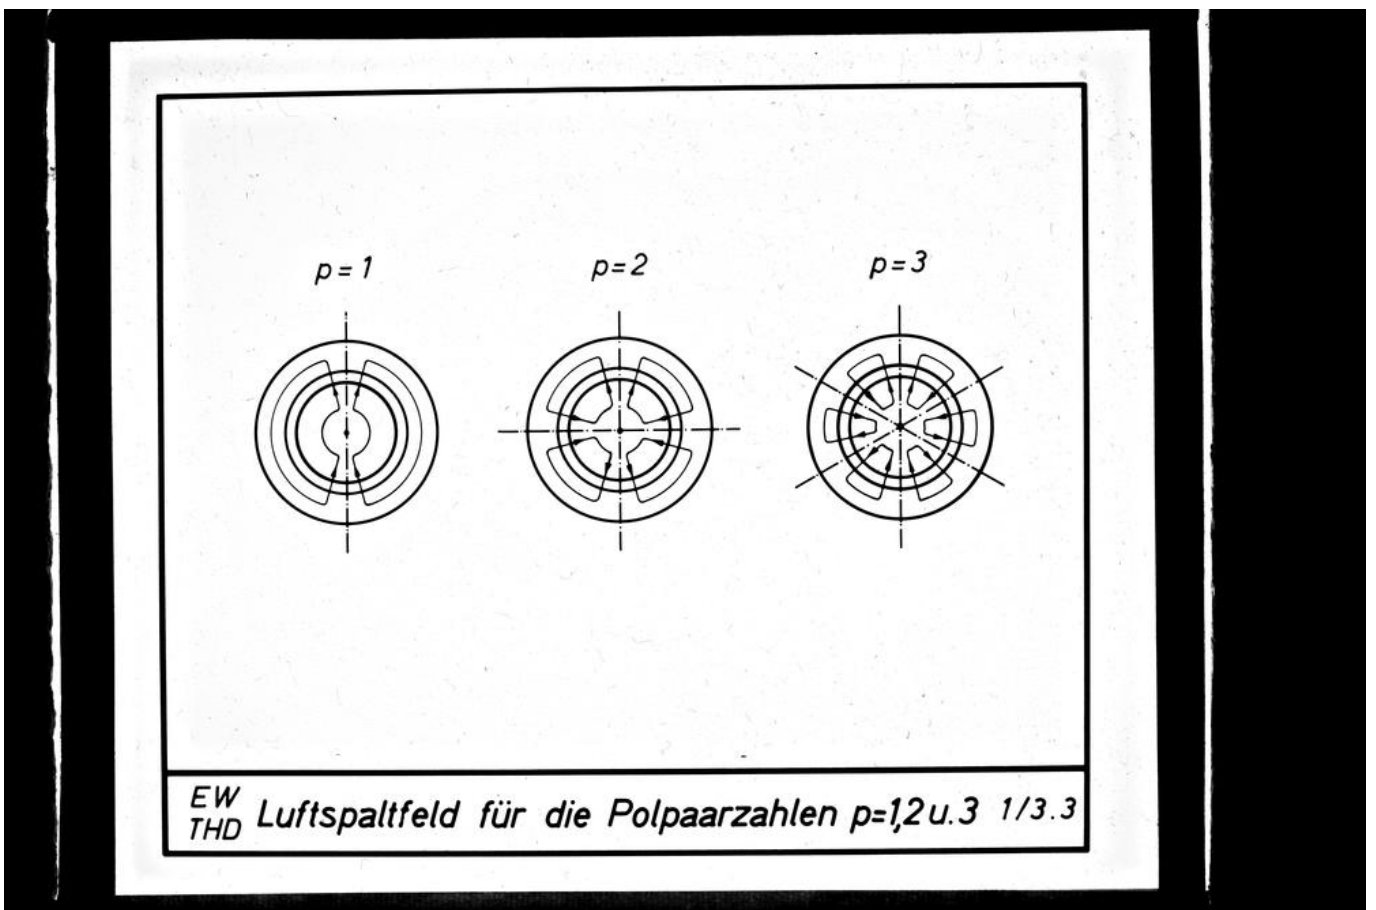 p=1
p=2
p=3
EW
THD
Luftspaltfeld für die Polpaarzahlen p=1,2u.3 1/3.3